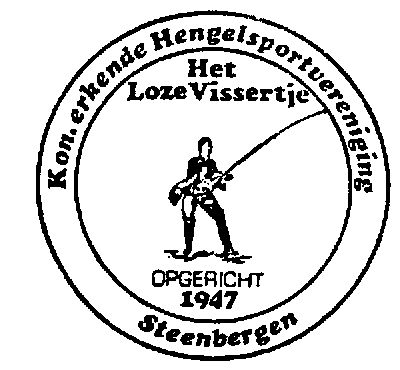 Kon. erkende Hengelsportvereniging
Het
Loze Vissertje
OPGERICHT
1947
Steenbergen